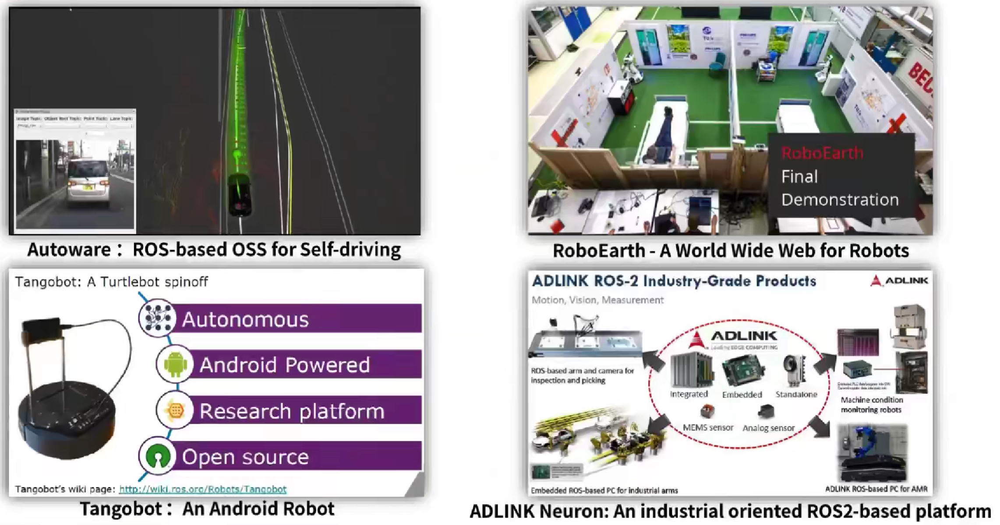 Image Topic: Object Rect Topic: Point Topic: Lane Topic:
TU/e
PHILIPS
PHILIPS
TU/e
RoboEarth
Final
Demonstration
Autoware： ROS-based OSS for Self-driving
RoboEarth - A World Wide Web for Robots
Tangobot: A Turtlebot spinoff
Autonomous
Android Powered
Research platform
Open source
Tangobot's wiki page: http://wiki.ros.org/Robots/Tangobot
Tangobot： An Android Robot
ADLINK ROS-2 Industry-Grade Products
ADLINK
Motion, Vision, Measurement
ADLINK
Leading EDGE COMPUTING
ROS-based arm and camera for
inspection and picking
Integrated
Embedded
Standalone
MEMS sensor
Analog sensor
Machine condition
monitoring robots
Embedded ROS-based PC for industrial arms
ADLINK ROS-based PC for AMR
ADLINK Neuron: An industrial oriented ROS2-based platform